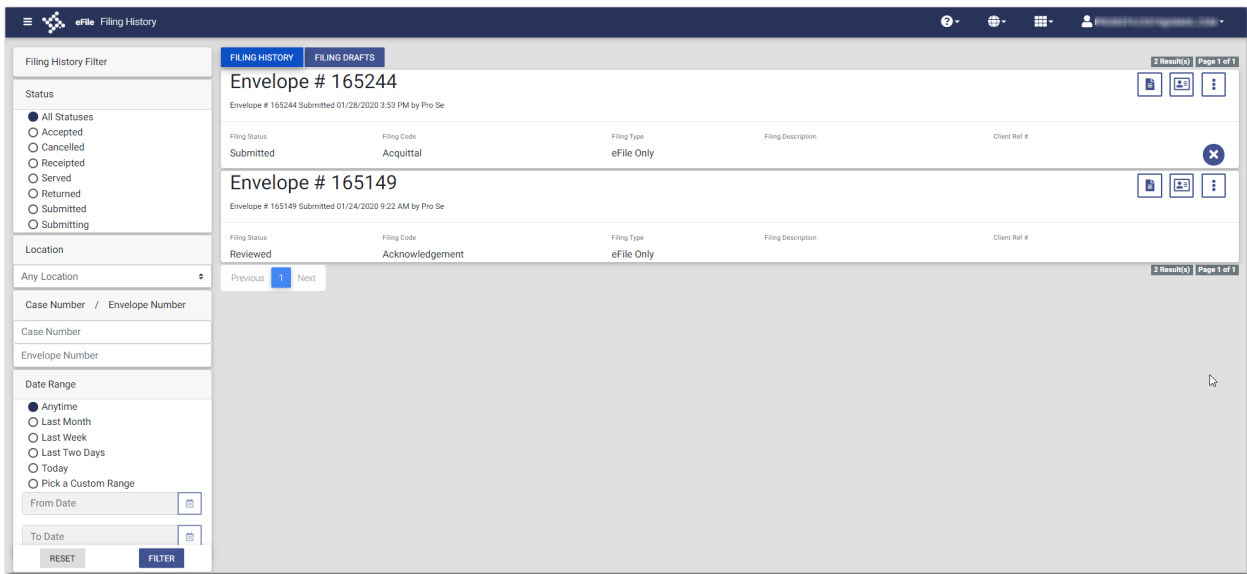 eFile Filing History
Filing History Filter
Status
All Statuses
Accepted
Cancelled
Receipted
Served
Returned
Submitted
Submitting
Location
Any Location
Case Number / Envelope Number
Case Number
Envelope Number
Date Range
Anytime
Last Month
Last Week
Last Two Days
Today
Pick a Custom Range
From Date
To Date
RESET FILTER
FILING HISTORY FILING DRAFTS
2 Result(s) Page 1 of 1
Envelope # 165244
Envelope # 165244 Submitted 01/28/2020 3:53 PM by Pro Se
Filing Status Filing Code Filing Type Filing Description Client Ref #
Submitted Acquittal eFile Only
Envelope # 165149
Envelope # 165149 Submitted 01/24/2020 9:22 AM by Pro Se
Filing Status Filing Code Filing Type Filing Description Client Ref #
Reviewed Acknowledgement eFile Only
Previous 1 Next
2 Result(s) Page 1 of 1